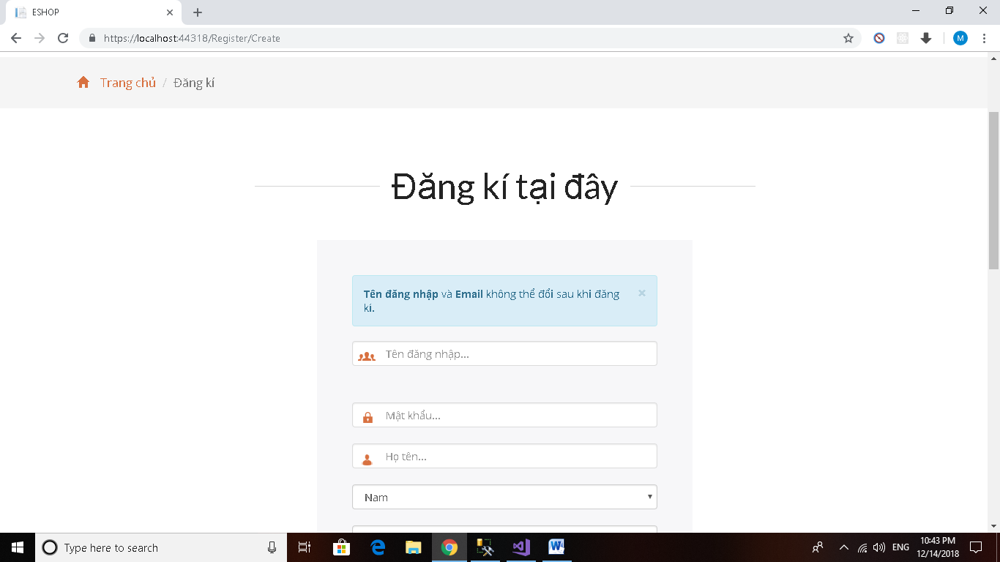 ESHOP
https://localhost:44318/Register/Create
M
Trang chủ / Đăng kí
Đăng kí tại đây
Tên đăng nhập và Email không thể đổi sau khi đăng
kí.
×
Tên đăng nhập...
Mật khẩu...
Họ tên...
Nam
Type here to search
ENG
10:43 PM
12/14/2018